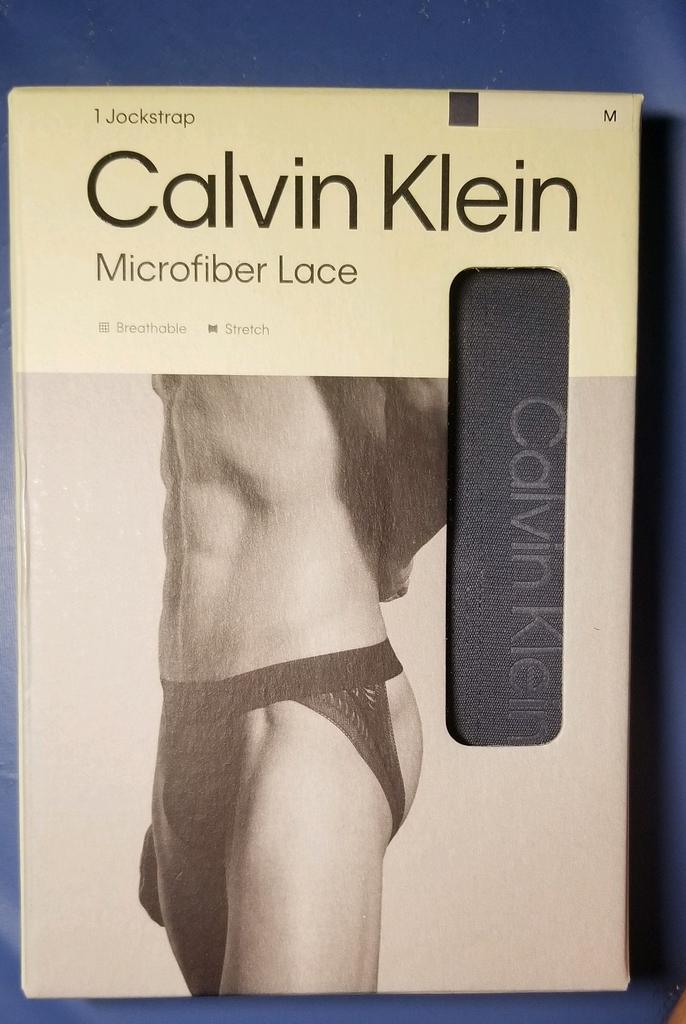 1 Jockstrap
M
Calvin Klein
Microfiber Lace
Breathable Stretch
Calvin Klein